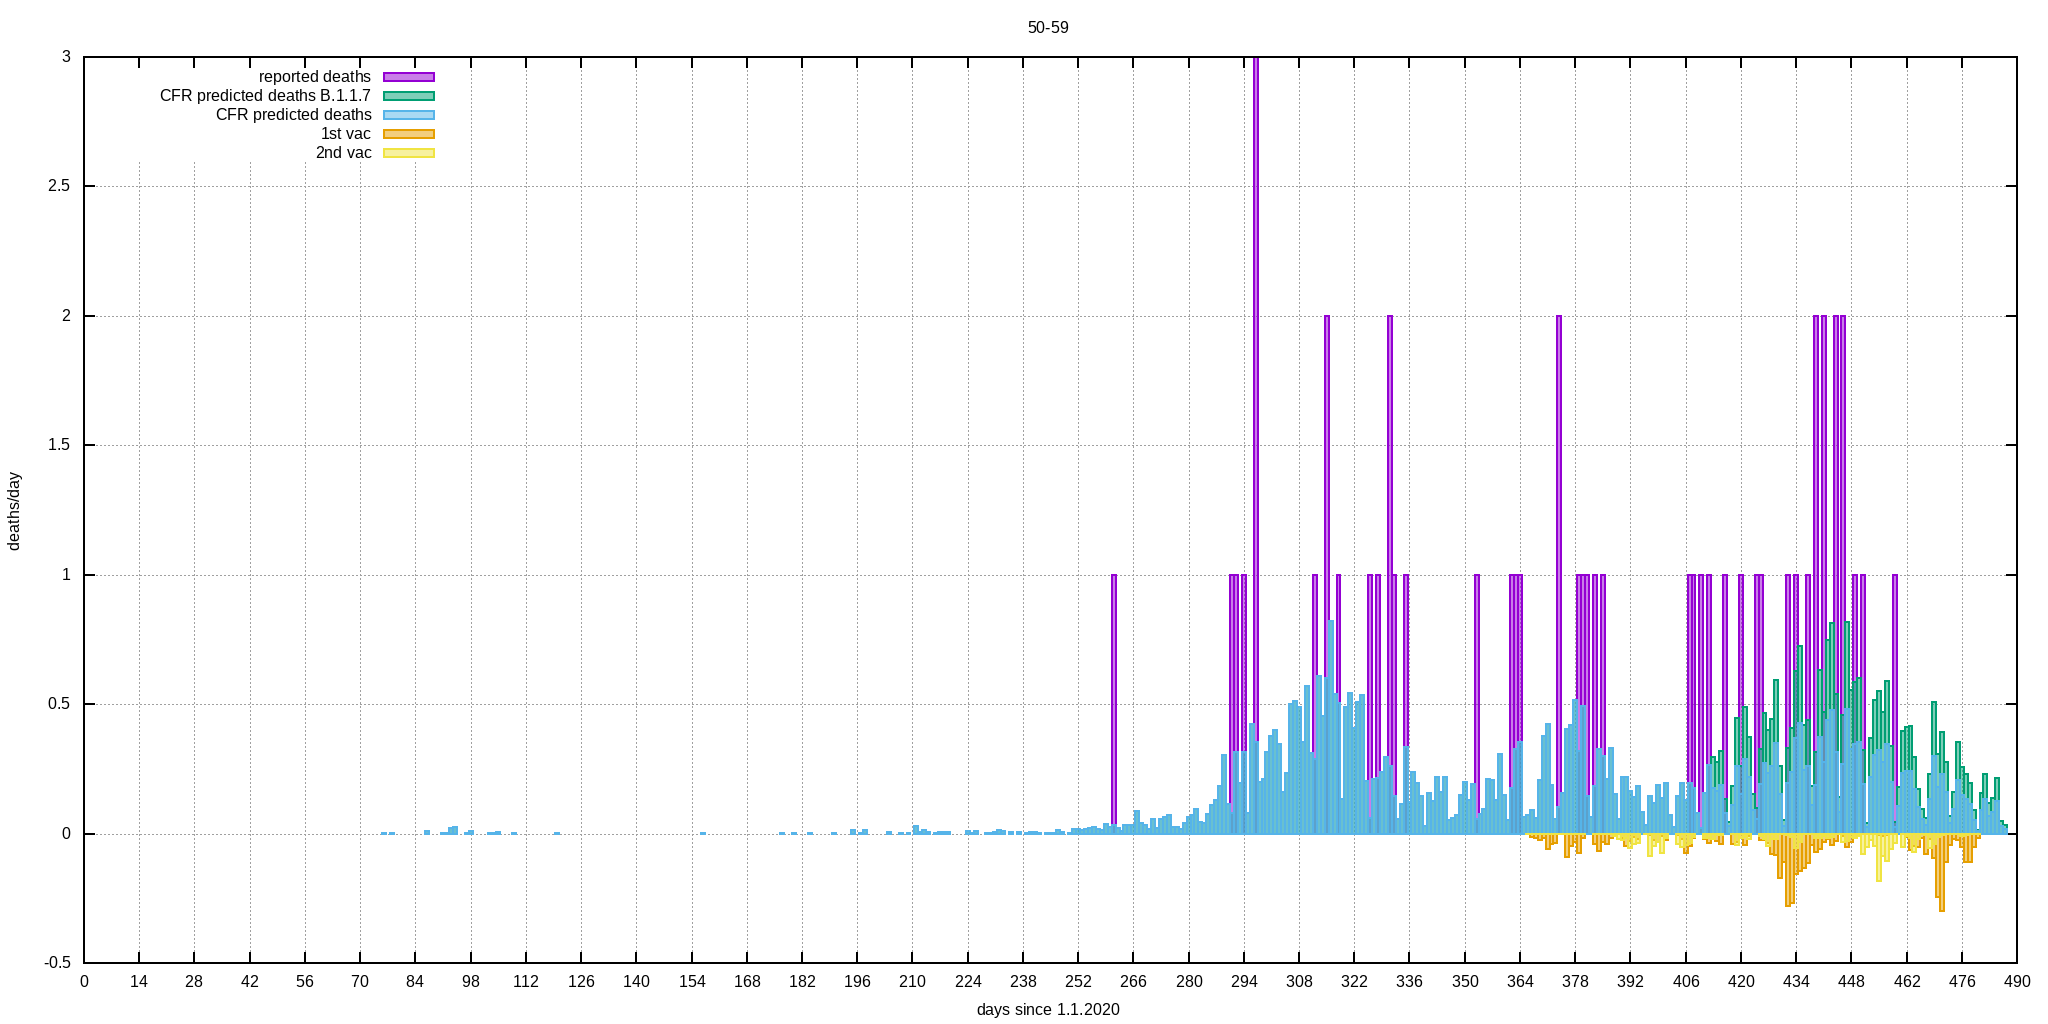 50-59
reported deaths
CFR predicted deaths B.1.1.7
CFR predicted deaths
1st vac
2nd vac
3
2.5
2
1.5
1
0.5
0
-0.5
deaths/day
0 14 28 42 56 70 84 98 112 126 140 154 168 182 196 210 224 238 252 266 280 294 308 322 336 350 364 378 392 406 420 434 448 462 476 490
days since 1.1.2020